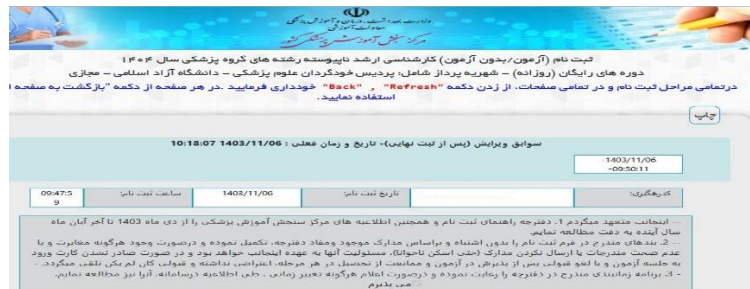 وزارت بهداشت، درمان و آموزش پزشکی
معاونت آموزشی
مرکز سنجش آموزش پزشکی کشور
ثبت نام (آزمون/بدون آزمون) کارشناسی ارشد ناپیوسته رشته های گروه پزشکی سال ۱۴۰۴
دوره های رایگان (روزانه) – شهریه پرداز شامل: پردیس خودگردان علوم پزشکی – دانشگاه آزاد اسلامی – مجازی
درتمامی مراحل ثبت نام و در تمامی صفحات، از زدن دکمه "Refresh" , "Back" خودداری فرمایید .در هر صفحه از دکمه "بازگشت به صفحه ا
استفاده نمایید.
چاپ
سوابق ویرایش (پس از ثبت نهایی)- تاریخ و زمان فعلی : 1403/11/06 10:18:07
1403/11/06-
09:50:11-
کدرهگیری: تاریخ ثبت نام: 1403/11/06 ساعت ثبت نام: 09:47:5
9
-- اینجانب متعهد میگردم 1. دفترچه راهنمای ثبت نام و همچنین اطلاعیه های مرکز سنجش آموزش پزشکی را از دی ماه 1403 تا آخر آبان ماه
سال آینده به دقت مطالعه نمایم.
-- 2. بندهای مندرج در فرم ثبت نام را بدون اشتباه و براساس مدارک موجود ومفاد دفترچه، تکمیل نموده و درصورت وجود هرگونه مغایرت و یا
عدم صحت مندرجات یا ارسال نکردن مدارک (حتی اسکن ناخوانا)، مسئولیت آنها به عهده اینجانب خواهد بود و در صورت صادر نشدن کارت ورود
به جلسه آزمون و یا لغو قبولی پس از پذیرش در آزمون و ممانعت از تحصیل در هر مرحله، اعتراضی نداشته و قبولی کان لم یکن تلقی میگردد. -
- 3. برنامه زمانبندی مندرج در دفترچه را رعایت نموده و درصورت اعلام هرگونه تغییر زمانی ، طی اطلاعیه درسامانه، آنرا نیز مطالعه نمایم.
می پذیرم